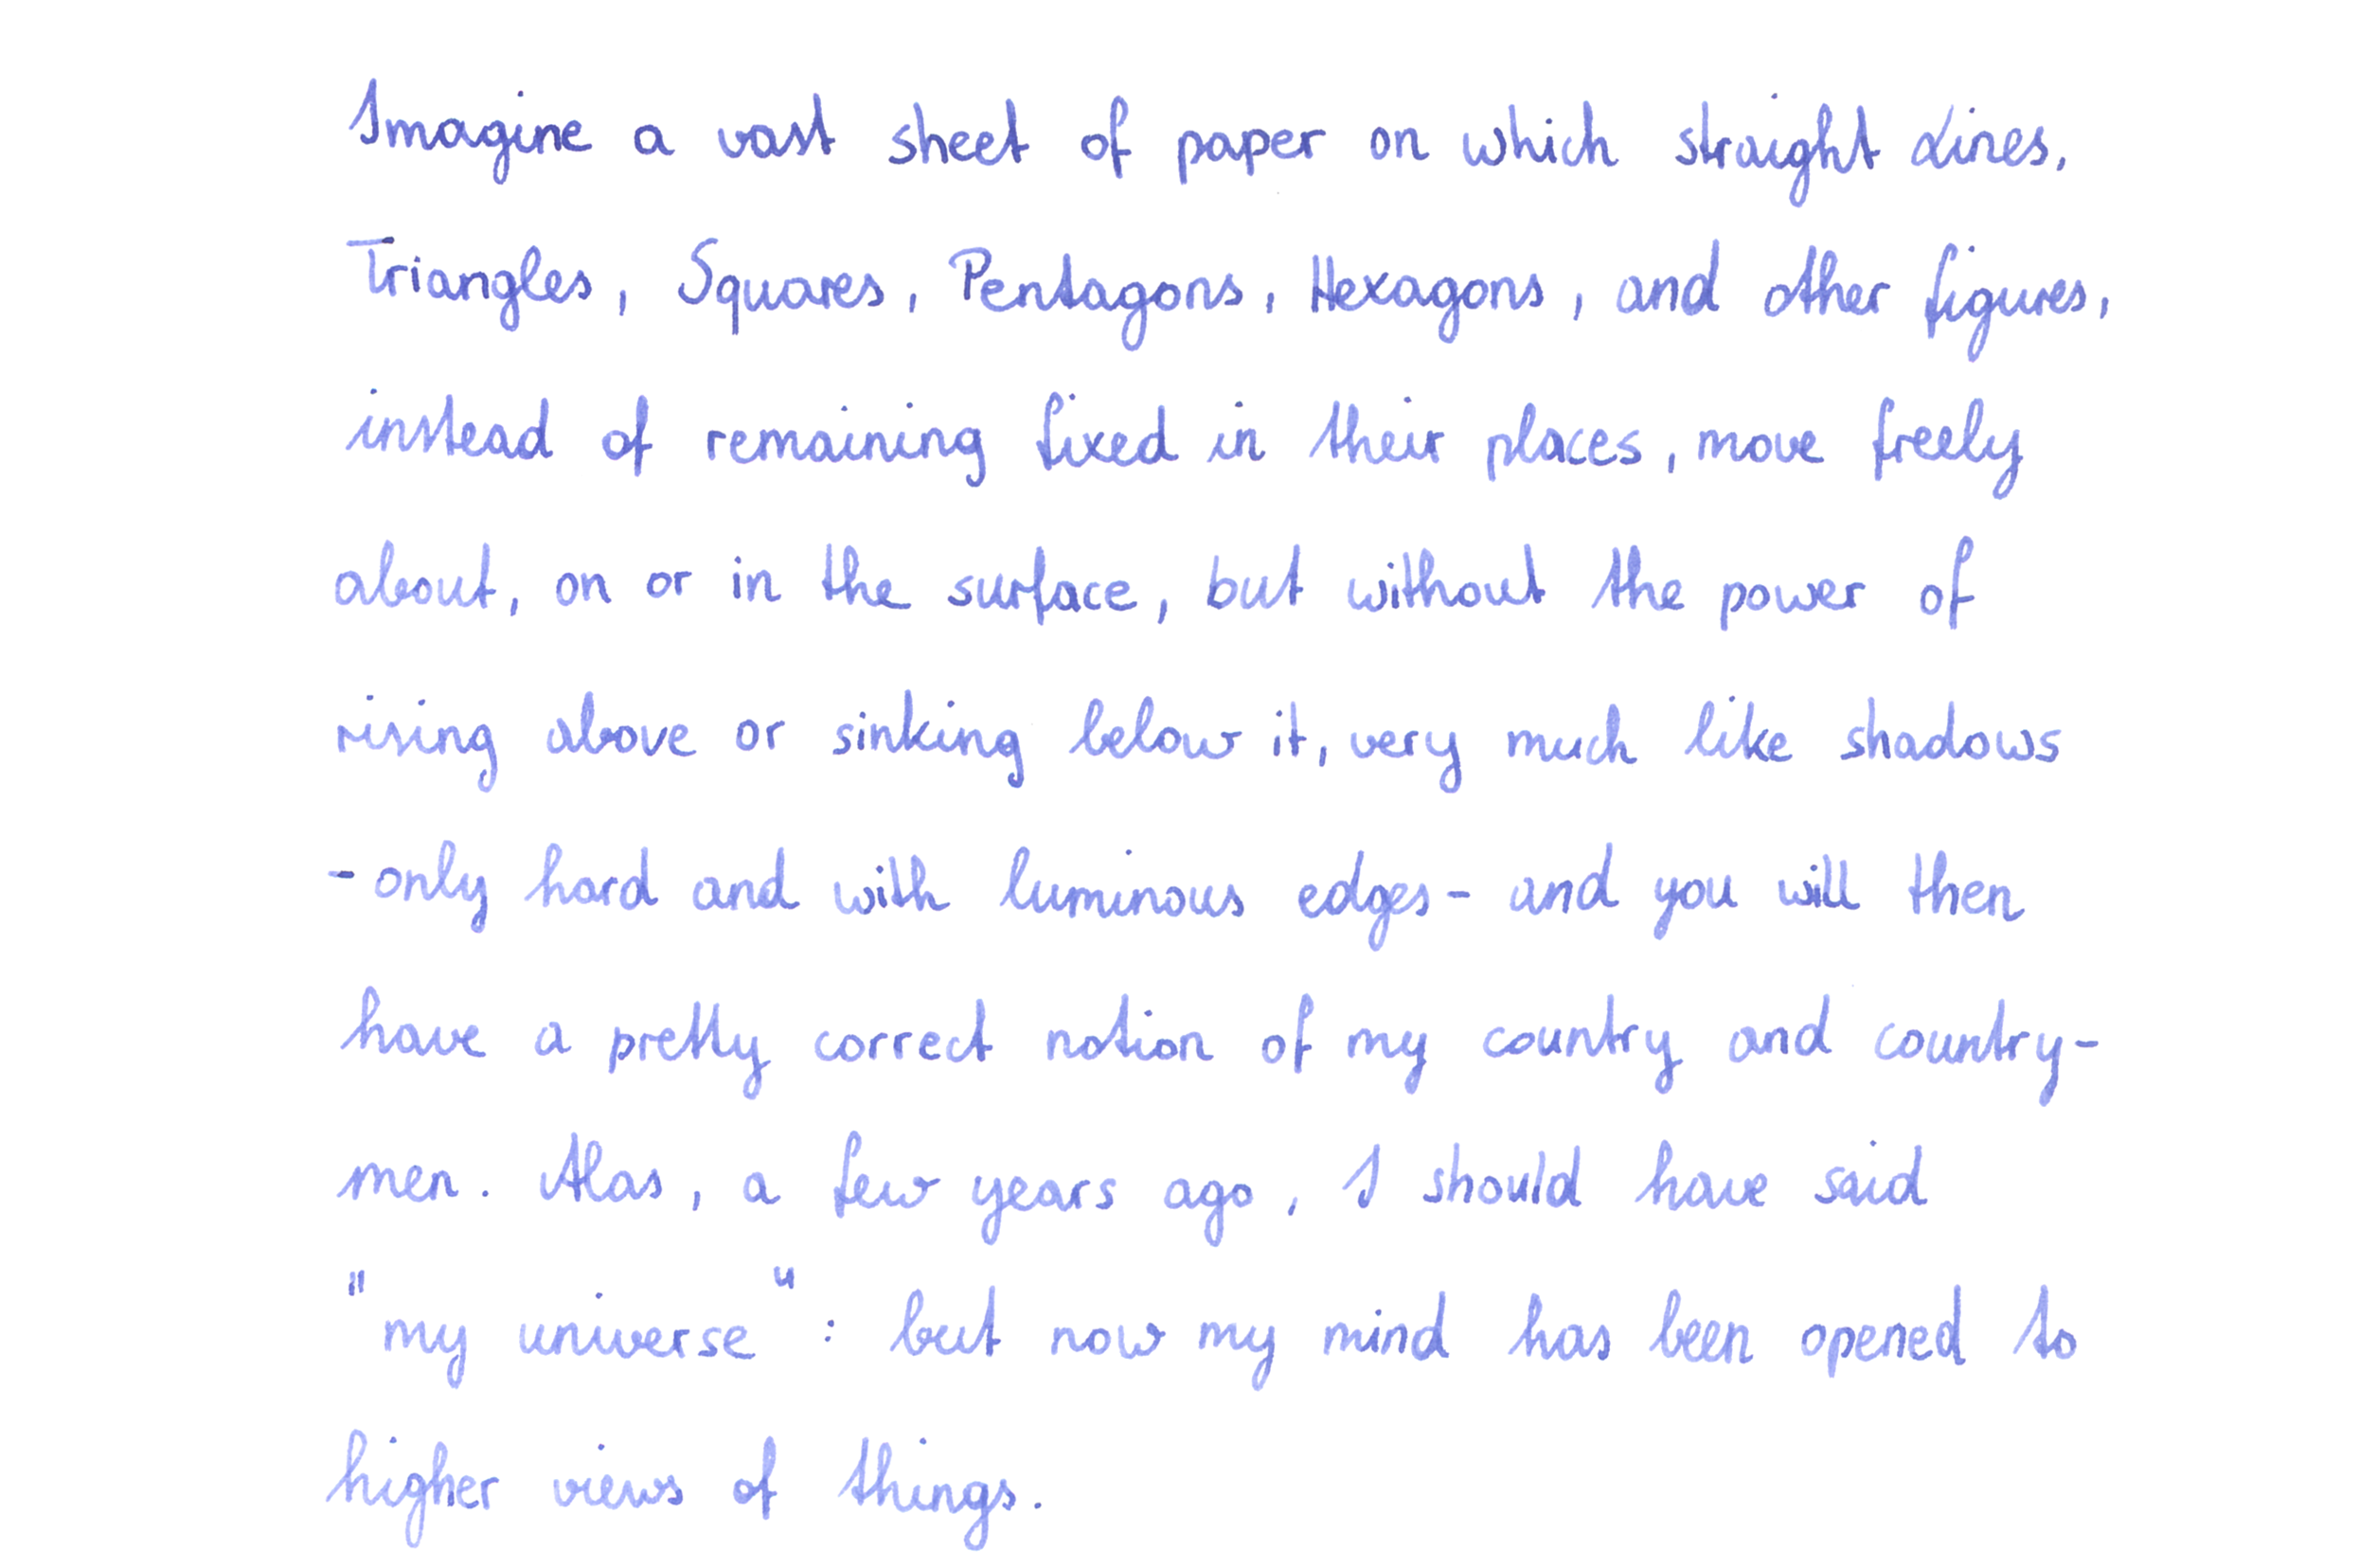 Imagine a vast sheet of paper on which straight Lines,
Triangles, Squares, Pentagons, Hexagons, and other figures,
instead of remaining fixed in their places, move freely
about, on or in the surface, but without the power of
rising above or sinking below it, very much like shadows
-only hard and with luminous edges- and you will then
have a pretty correct notion of my country and country-
men. Alas, a few years ago, I should have said
"my universe": but now my mind has been opened to
higher views of things.